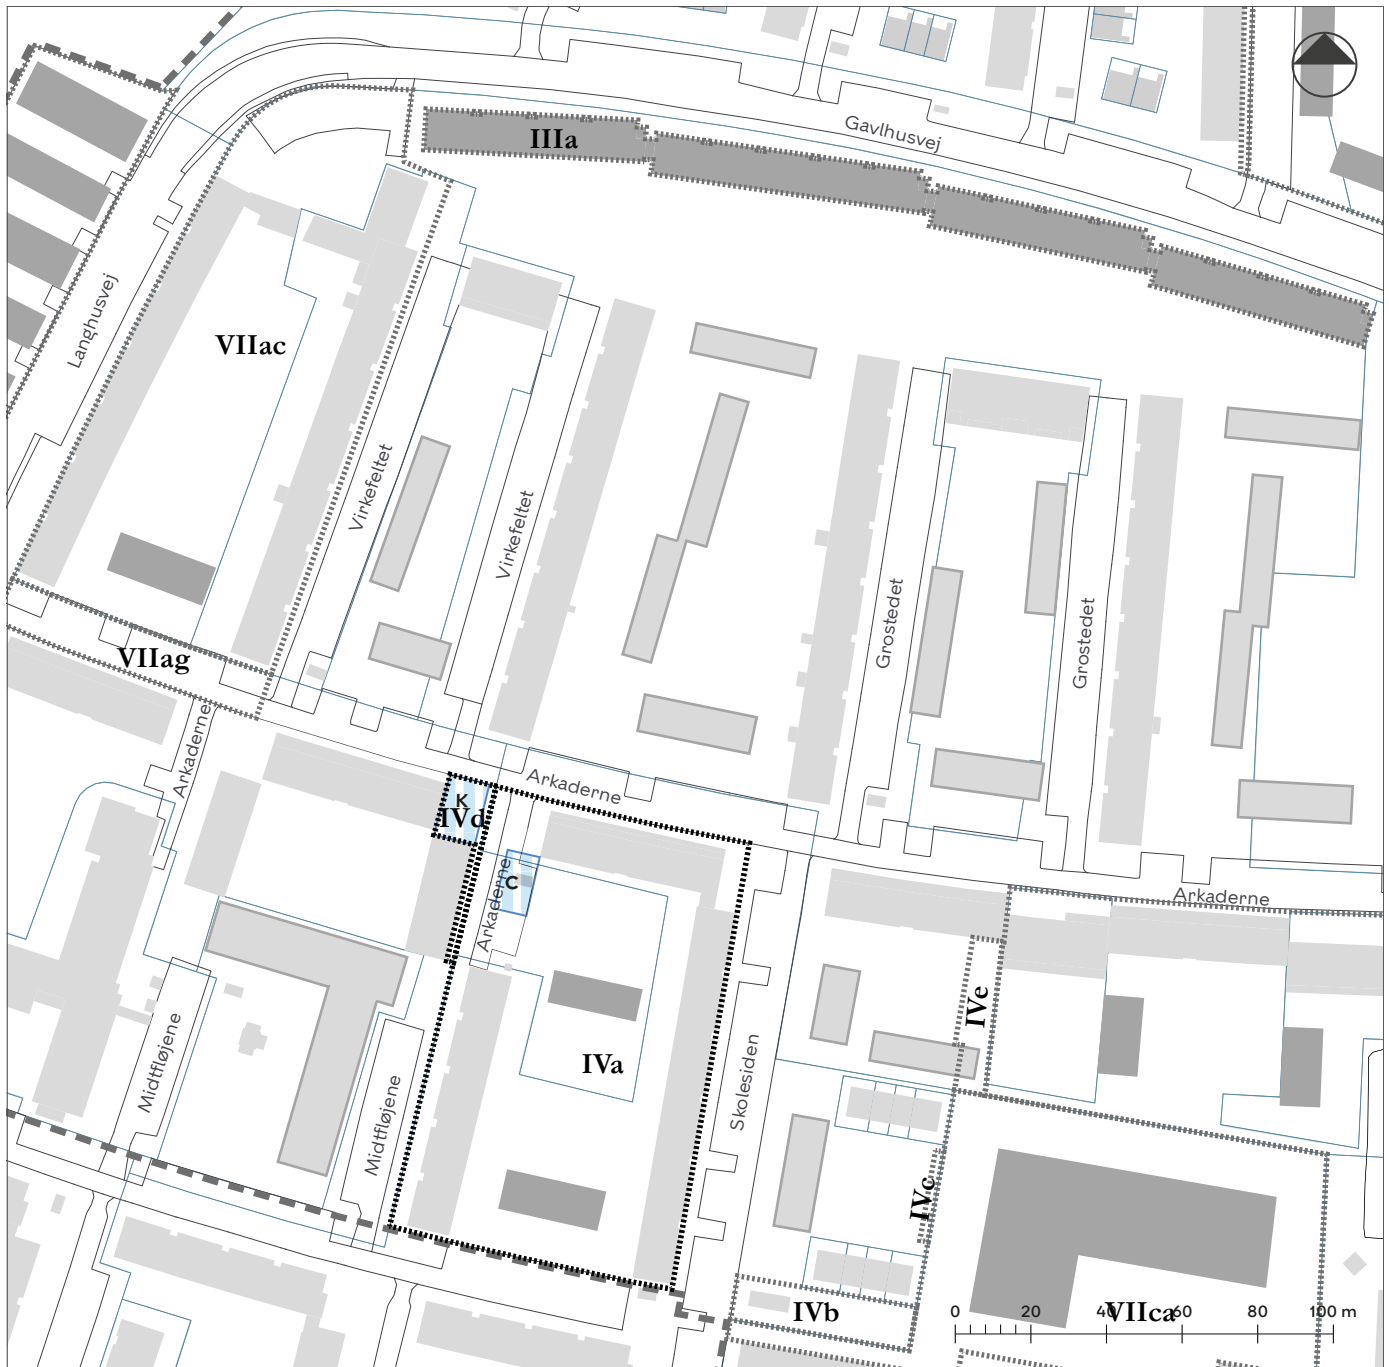 IIIa
Gavlhusvej
Langhusvej
VIIac
Virkefeltet
Virkefeltet
Grostedet
Grostedet
VIIag
Arkaderne
Arkaderne
K
IVd
Arkaderne
C
Arkaderne
IVe
Midtfløjene
Midtfløjene
IVa
Skolesiden
IVc
IVb
VIIca
0 20 40 60 80 100 m